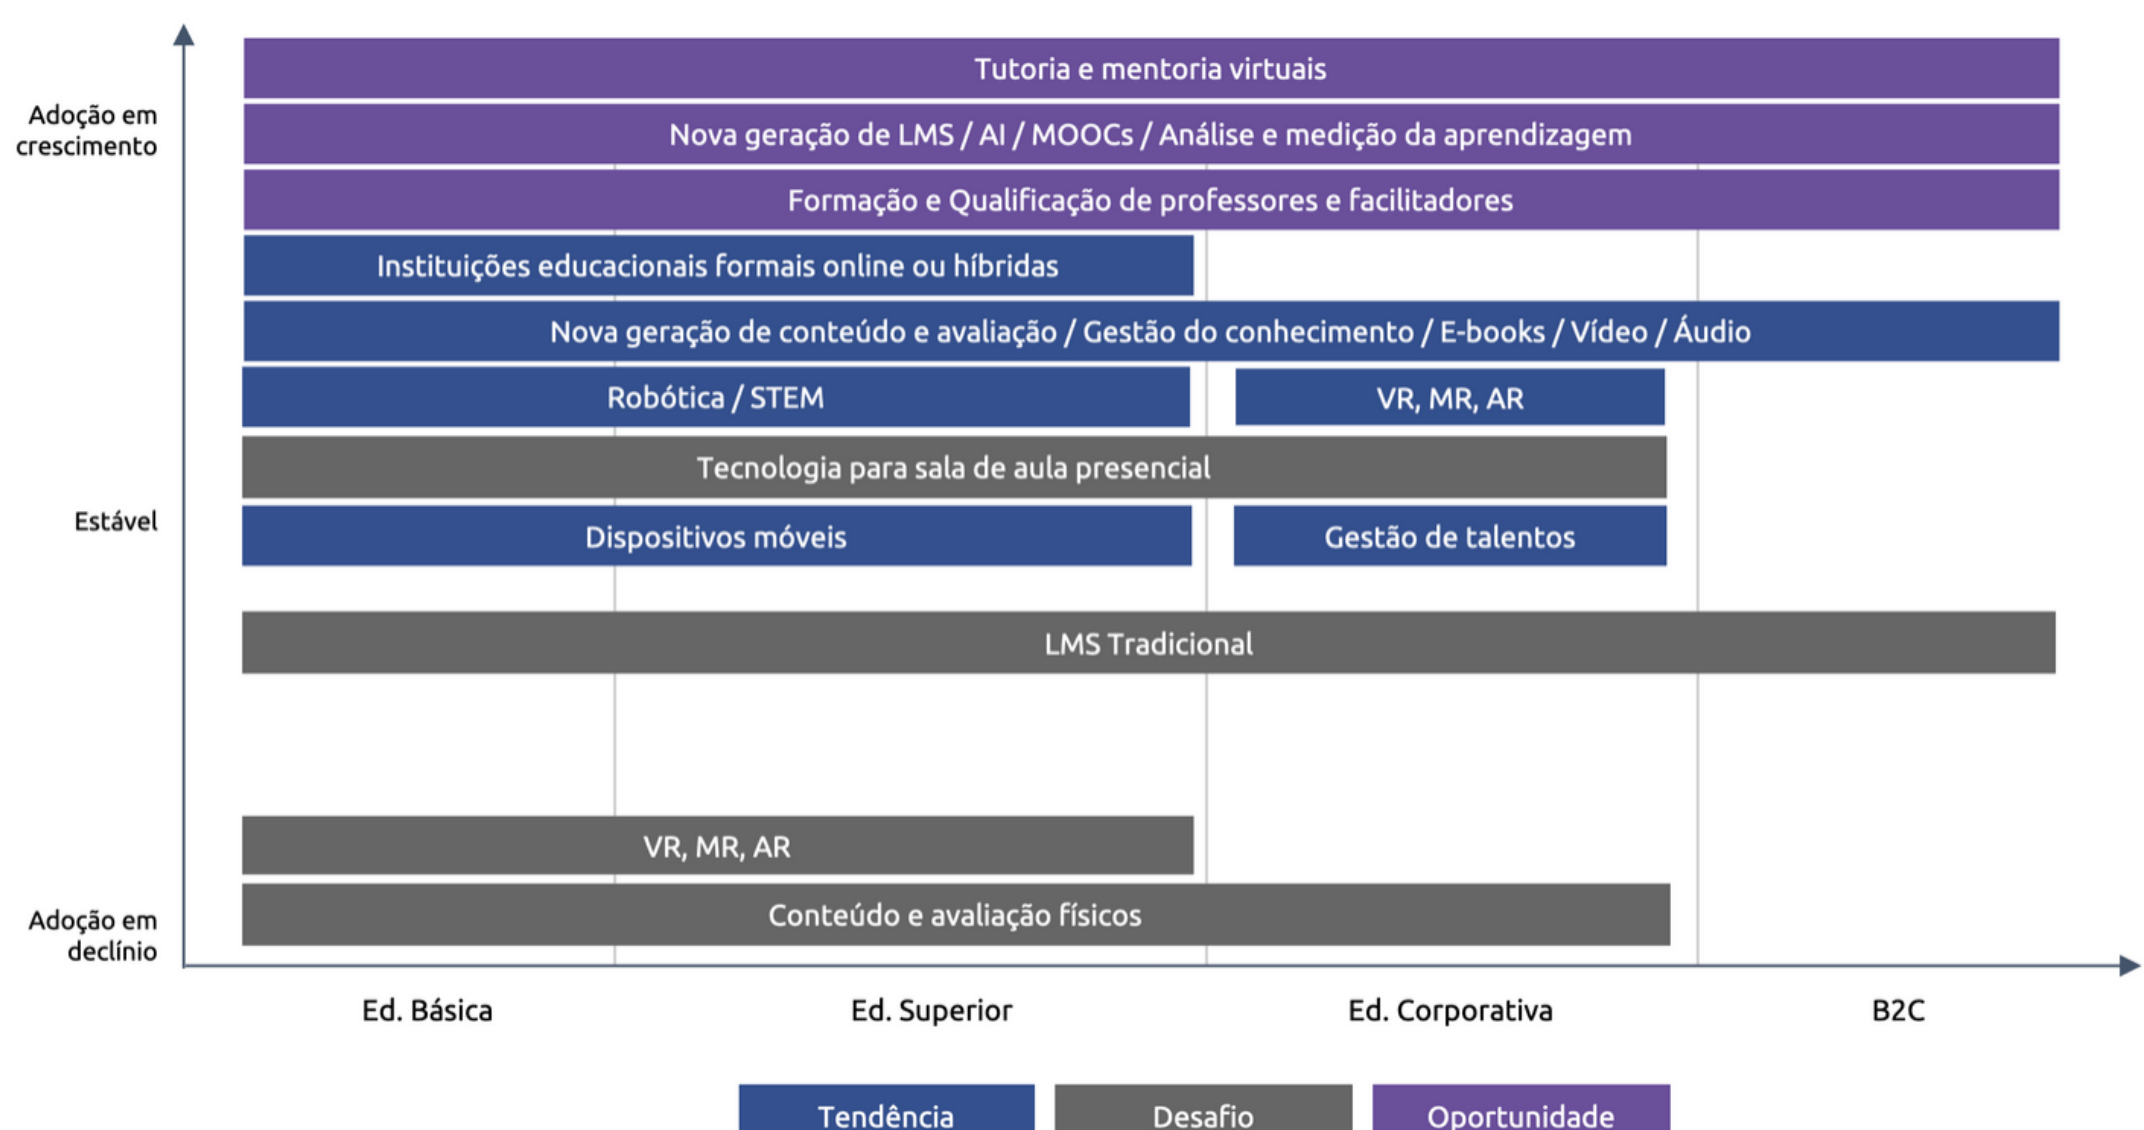 Tutoria e mentoria virtuais
Adoção em
crescimento
Nova geração de LMS / AI / MOOCs / Análise e medição da aprendizagem
Formação e Qualificação de professores e facilitadores
Instituições educacionais formais online ou híbridas
Nova geração de conteúdo e avaliação / Gestão do conhecimento / E-books / Vídeo / Áudio
Robótica / STEM
VR, MR, AR
Tecnologia para sala de aula presencial
Estável
Dispositivos móveis
Gestão de talentos
LMS Tradicional
VR, MR, AR
Conteúdo e avaliação físicos
Adoção em
declínio
Ed. Básica
Ed. Superior
Ed. Corporativa
B2C
Tendência
Desafio
Oportunidade